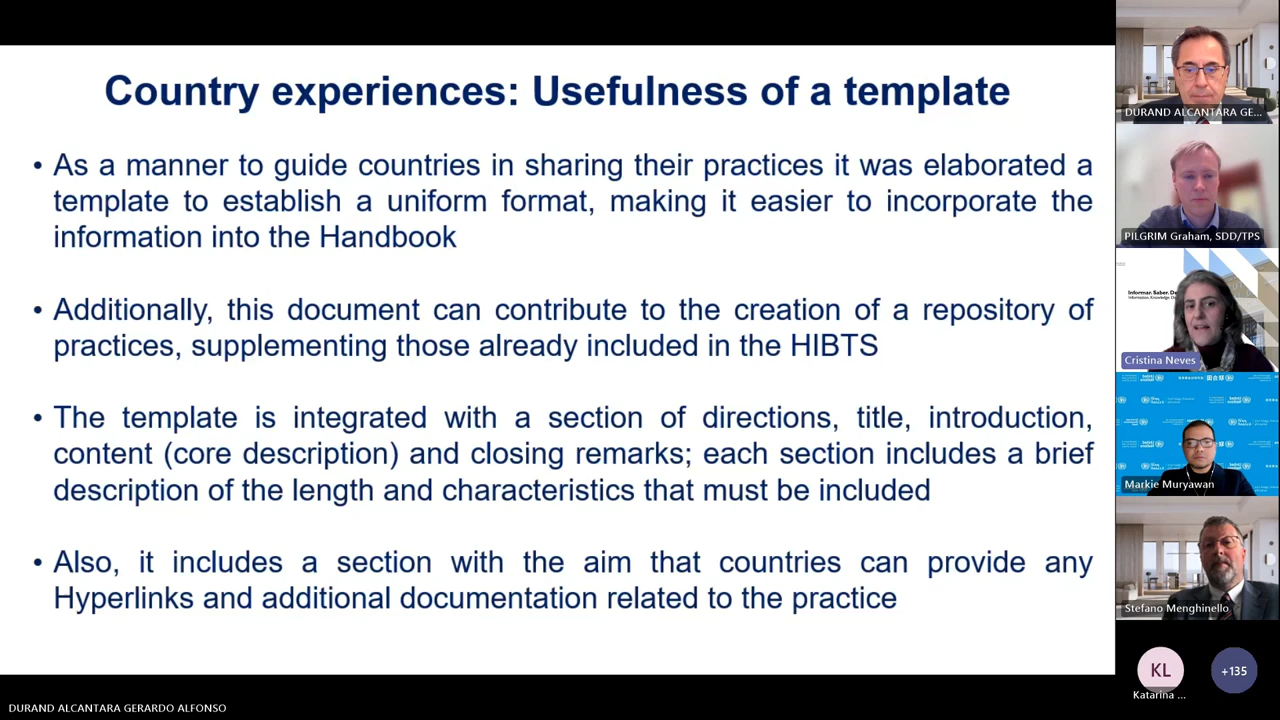 Country experiences: Usefulness of a template
• As a manner to guide countries in sharing their practices it was elaborated a
template to establish a uniform format, making it easier to incorporate the
information into the Handbook
• Additionally, this document can contribute to the creation of a repository of
practices, supplementing those already included in the HIBTS
• The template is integrated with a section of directions, title, introduction,
content (core description) and closing remarks; each section includes a brief
description of the length and characteristics that must be included
• Also, it includes a section with the aim that countries can provide any
Hyperlinks and additional documentation related to the practice
DURAND ALCANTARA GE...
PILGRIM Graham, SDD/TPS
Informar. Saber.
Cristina Neves
Markie Muryawan
Stefano Menghinello
KL
Katarina ...
+135
DURAND ALCANTARA GERARDO ALFONSO